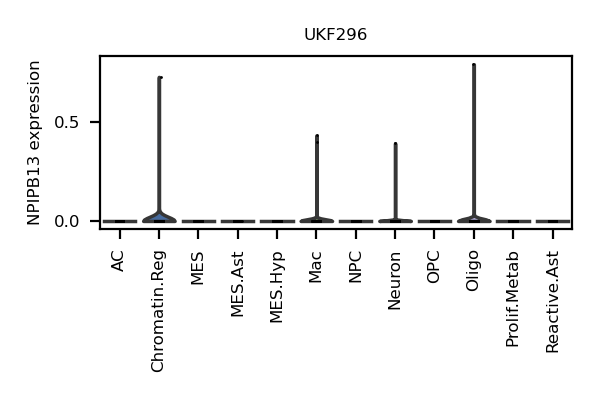 UKF296
NPIPB13 expression
0.5
0.0
AC
Chromatin.Reg
MES
MES.Ast
MES.Hyp
Mac
NPC
Neuron
OPC
Oligo
Prolif.Metab
Reactive.Ast